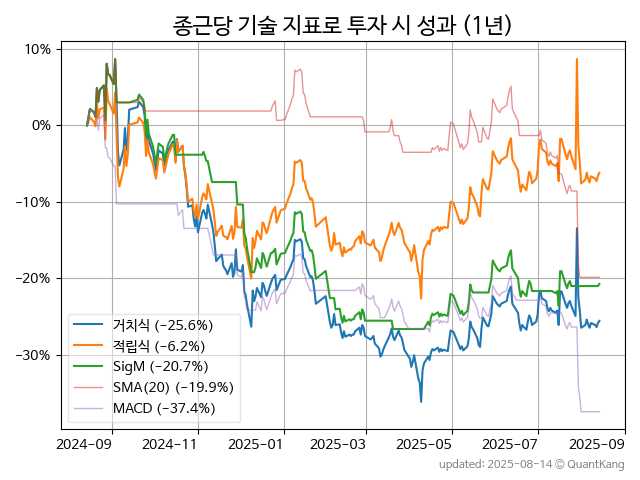 종근당 기술 지표로 투자 시 성과 (1년)
10%
0%
−10%
−20%
−30%
거치식 (−25.6%)
적립식 (−6.2%)
SigM (−20.7%)
SMA(20) (−19.9%)
MACD (−37.4%)
2024-09
2024-11
2025-01
2025-03
2025-05
2025-07
2025-09
updated: 2025-08-14 © QuantKang